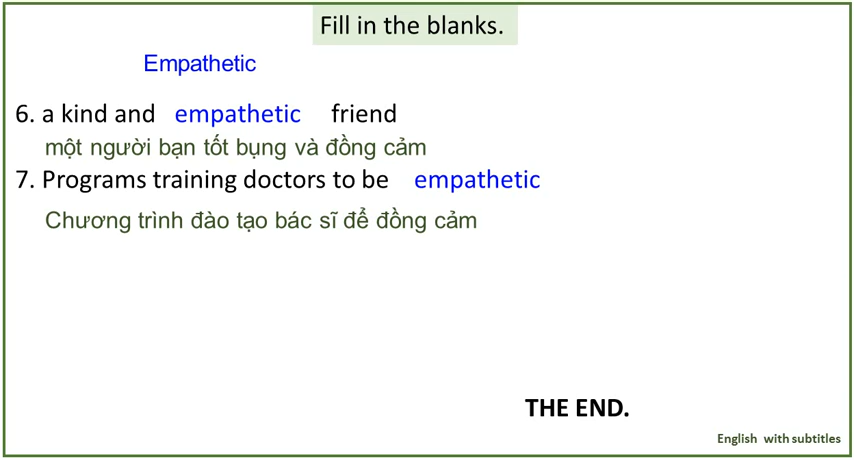 Fill in the blanks.
Empathetic
6. a kind and empathetic friend
một người bạn tốt bụng và đồng cảm
7. Programs training doctors to be empathetic
Chương trình đào tạo bác sĩ để đồng cảm
THE END.
English with subtitles